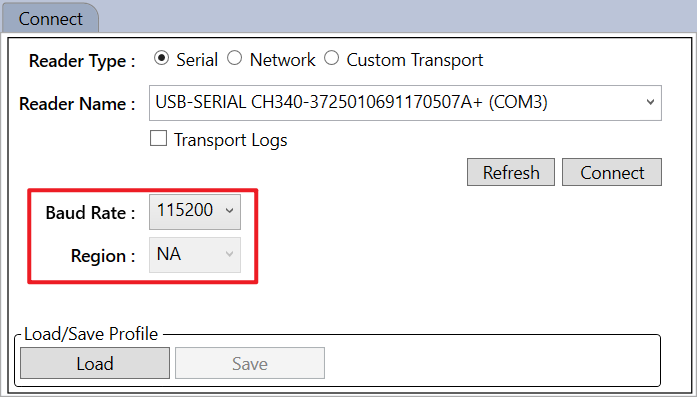 Connect
Reader Type : Serial Network Custom Transport
Reader Name : USB-SERIAL CH340-3725010691170507A+ (COM3)
Transport Logs
Refresh Connect
Baud Rate : 115200
Region : NA
Load/Save Profile
Load Save